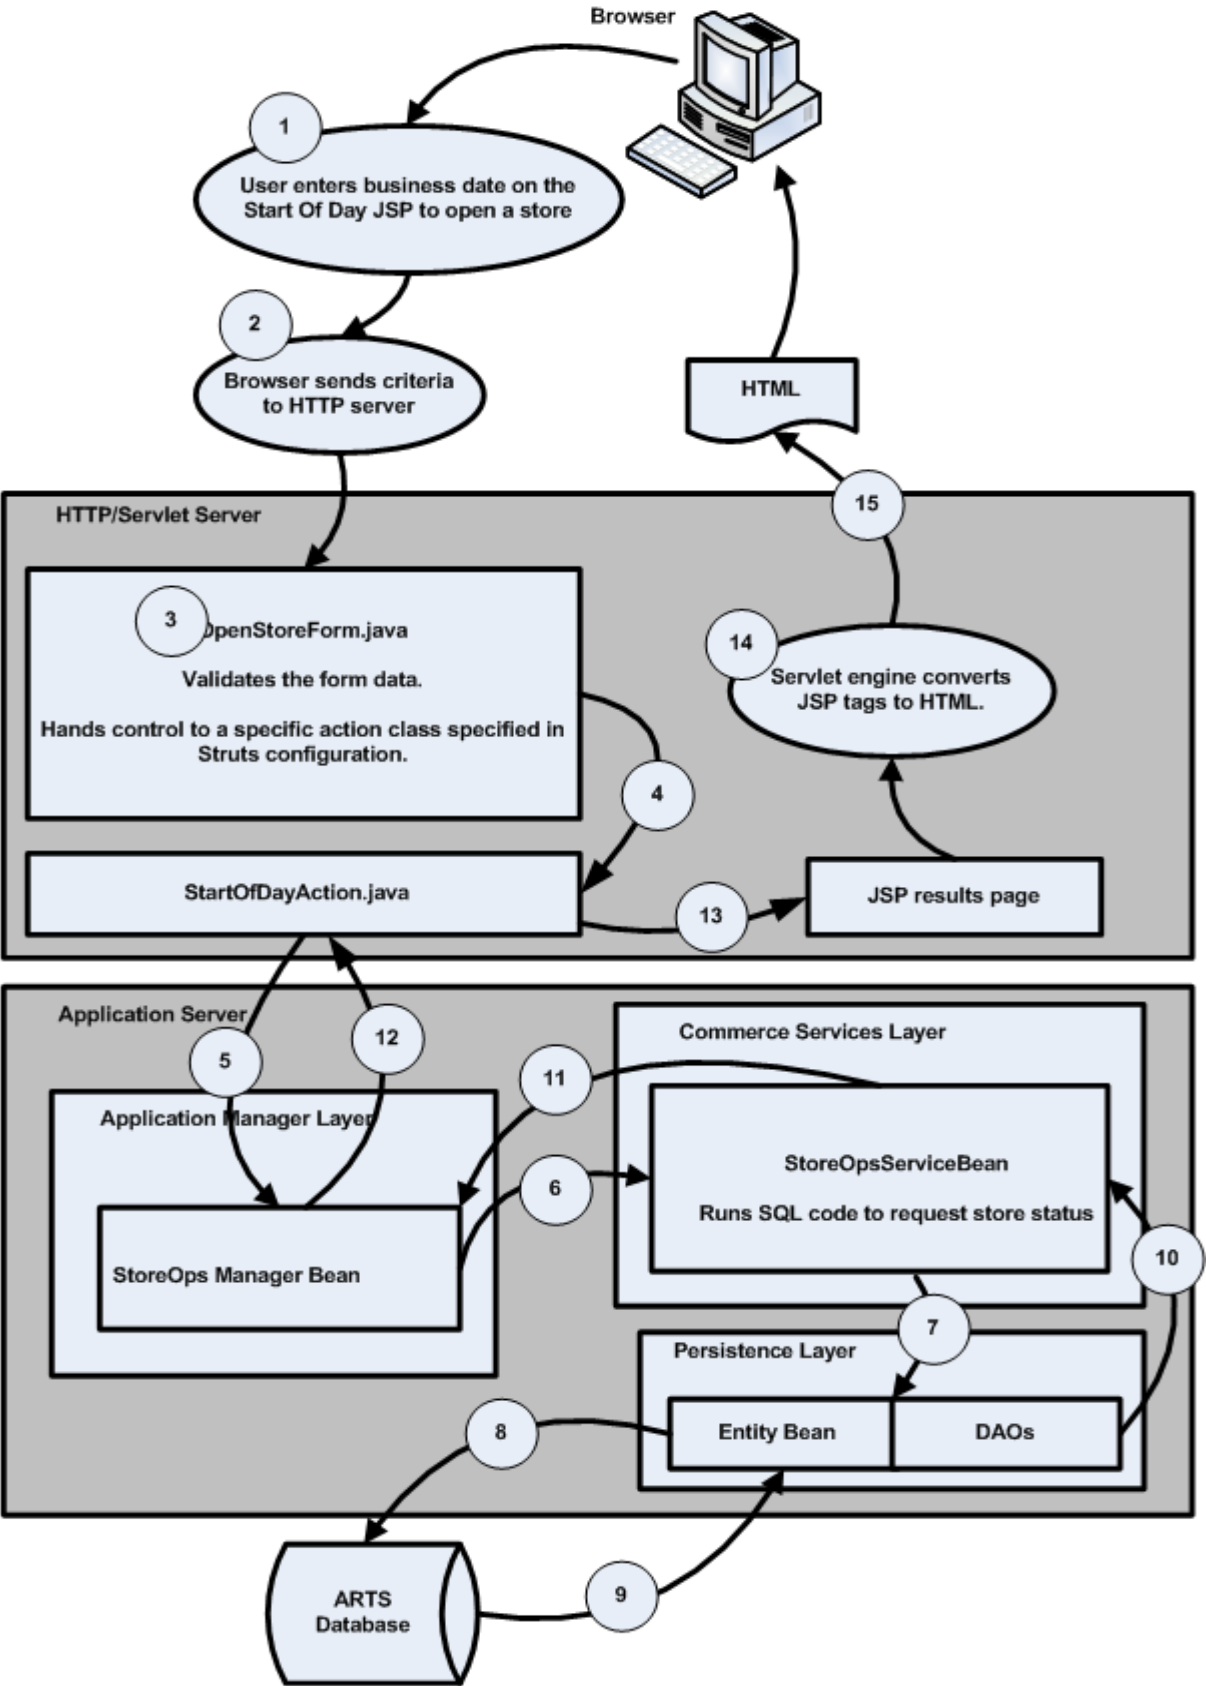 Browser
1
User enters business date on the
Start Of Day JSP to open a store
2
Browser sends criteria
to HTTP server
HTML
15
HTTP/Servlet Server
3
OpenStoreForm.java
Validates the form data.
Hands control to a specific action class specified in
Struts configuration.
14
Servlet engine converts
JSP tags to HTML.
4
StartOfDayAction.java
13
JSP results page
Application Server
5
12
Commerce Services Layer
11
Application Manager Layer
StoreOpsServiceBean
Runs SQL code to request store status
6
StoreOps Manager Bean
10
7
Persistence Layer
8
Entity Bean
DAOs
9
ARTS
Database